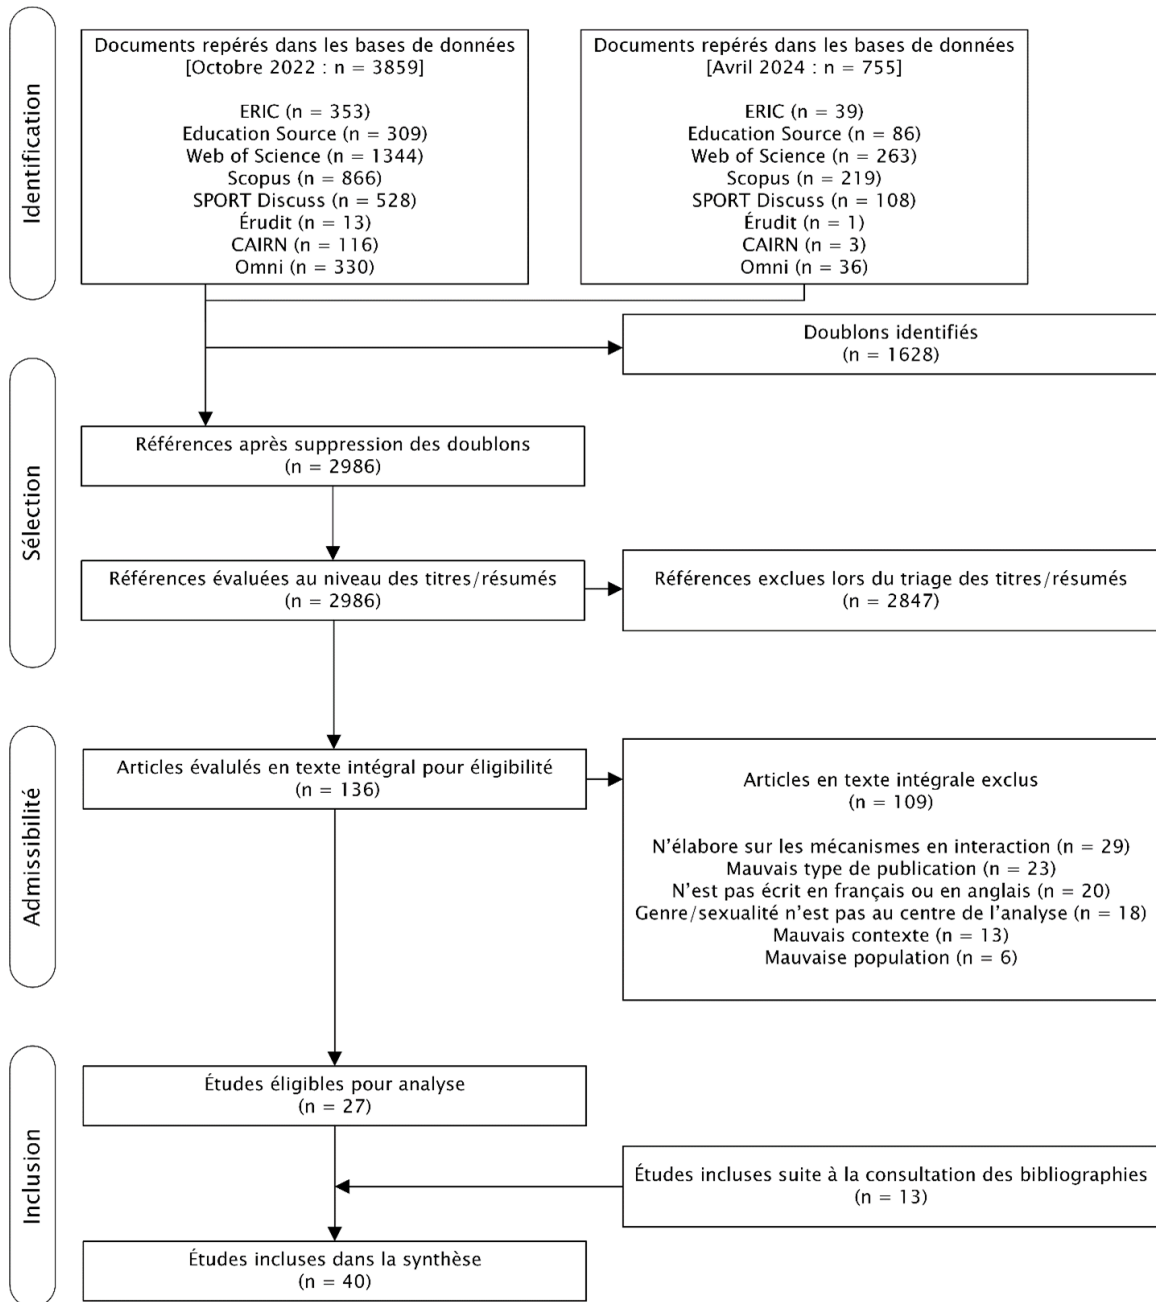 Identification
Documents repérés dans les bases de données
[Octobre 2022 : n = 3859]
ERIC (n = 353)
Education Source (n = 309)
Web of Science (n = 1344)
Scopus (n = 866)
SPORT Discuss (n = 528)
Érudit (n = 13)
CAIRN (n = 116)
Omni (n = 330)
Documents repérés dans les bases de données
[Avril 2024 : n = 755]
ERIC (n = 39)
Education Source (n = 86)
Web of Science (n = 263)
Scopus (n = 219)
SPORT Discuss (n = 108)
Érudit (n = 1)
CAIRN (n = 3)
Omni (n = 36)
Doublons identifiés
(n = 1628)
Sélection
Références après suppression des doublons
(n = 2986)
Références évaluées au niveau des titres/résumés
(n = 2986)
Références exclues lors du triage des titres/résumés
(n = 2847)
Admissibilité
Articles évalulés en texte intégral pour éligibilité
(n = 136)
Articles en texte intégrale exclus
(n = 109)
N'élabore sur les mécanismes en interaction (n = 29)
Mauvais type de publication (n = 23)
N'est pas écrit en français ou en anglais (n = 20)
Genre/sexualité n'est pas au centre de l'analyse (n = 18)
Mauvais contexte (n = 13)
Mauvaise population (n = 6)
Inclusion
Études éligibles pour analyse
(n = 27)
Études incluses suite à la consultation des bibliographies
(n = 13)
Études incluses dans la synthèse
(n = 40)